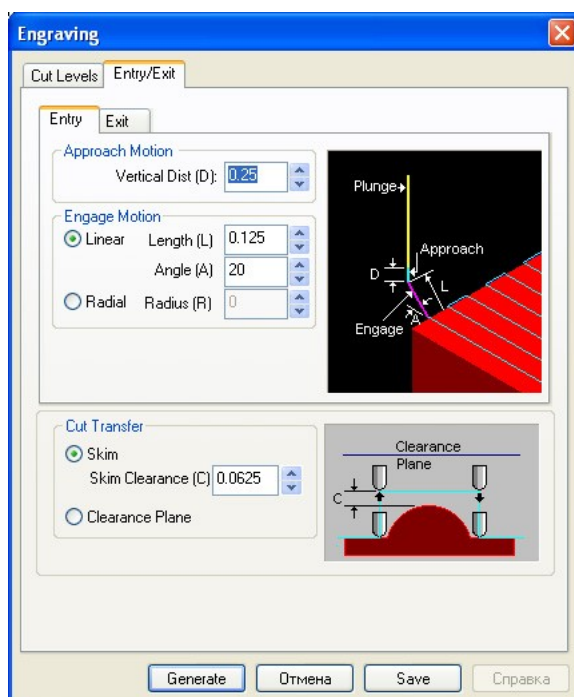 Engraving
Cut Levels Entry/Exit
Entry Exit
Approach Motion
Vertical Dist (D): 0.25
Engage Motion
Linear Length (L) 0.125
Angle (A) 20
Radial Radius (R) 0
Plunge
Approach
D
L
A
Engage
Cut Transfer
Skim
Skim Clearance (C) 0.0625
Clearance Plane
Clearance
Plane
C
Generate Отмена Save Справка